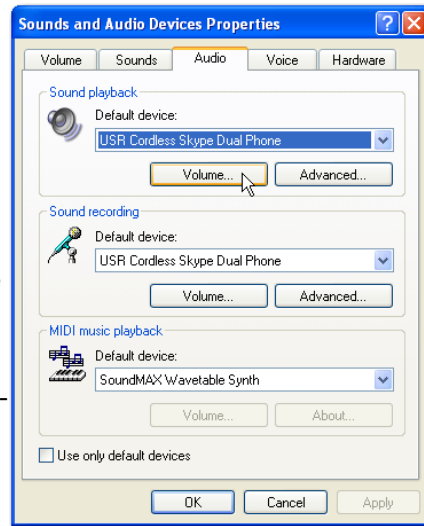 Sounds and Audio Devices Properties
Volume Sounds Audio Voice Hardware
Sound playback
Default device:
USR Cordless Skype Dual Phone
Volume... Advanced...
Sound recording
Default device:
USR Cordless Skype Dual Phone
Volume... Advanced...
MIDI music playback
Default device:
SoundMAX Wavetable Synth
Volume... About...
Use only default devices
OK Cancel Apply